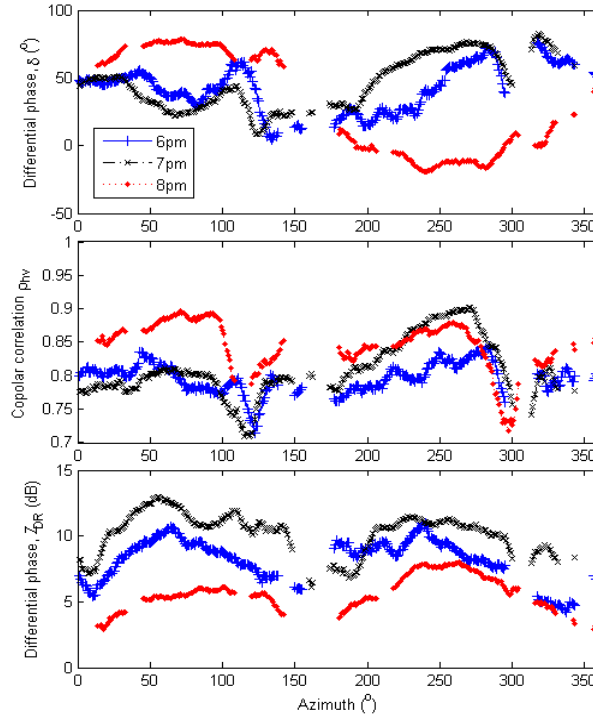 100
50
0
-50
Differential phase, δ (°)
6pm
7pm
8pm
0 50 100 150 200 250 300 350
1
0.95
0.9
0.85
0.8
0.75
0.7
Copolar correlation ρhv
0 50 100 150 200 250 300 350
15
10
5
0
Differential phase, ZDR (dB)
0 50 100 150 200 250 300 350
Azimuth (°)